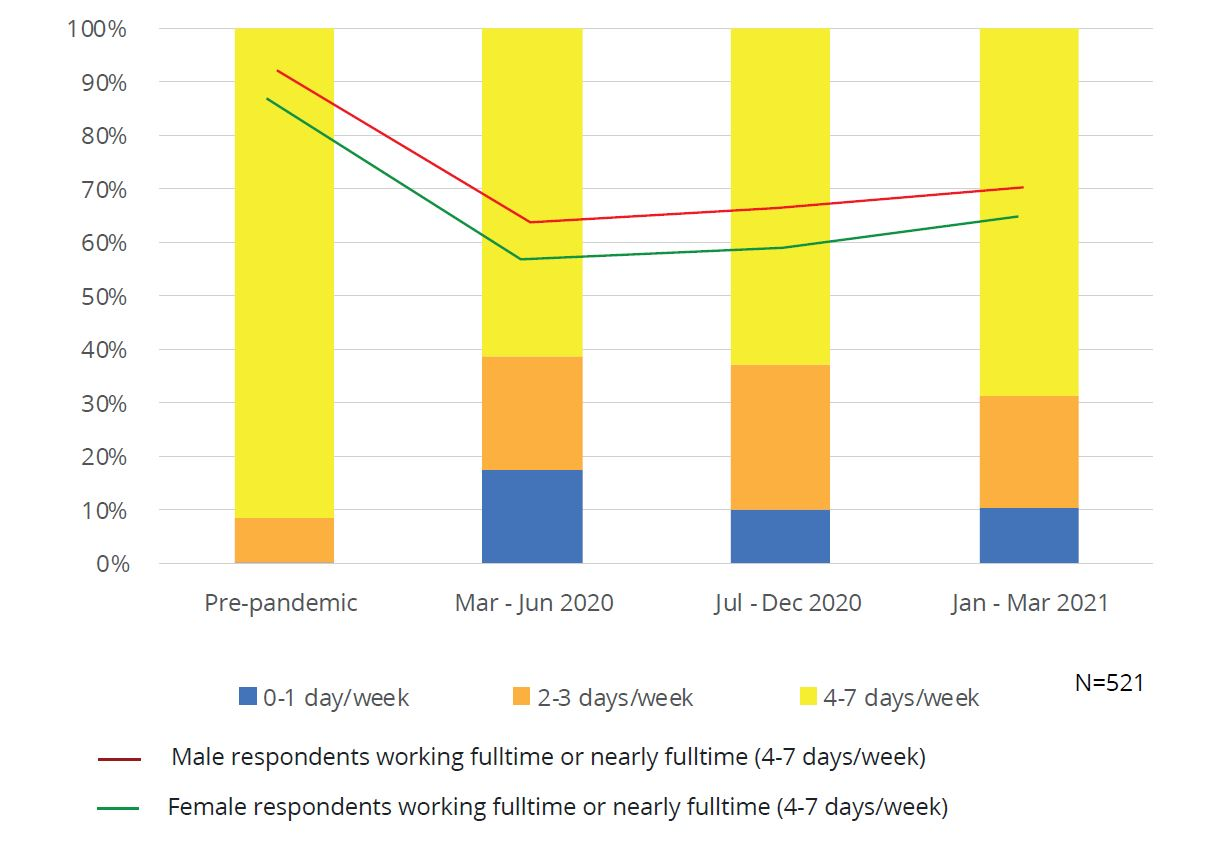 100%
90%
80%
70%
60%
50%
40%
30%
20%
10%
0%
Pre-pandemic Mar - Jun 2020 Jul - Dec 2020 Jan - Mar 2021
N=521
0-1 day/week 2-3 days/week 4-7 days/week
Male respondents working fulltime or nearly fulltime (4-7 days/week)
Female respondents working fulltime or nearly fulltime (4-7 days/week)